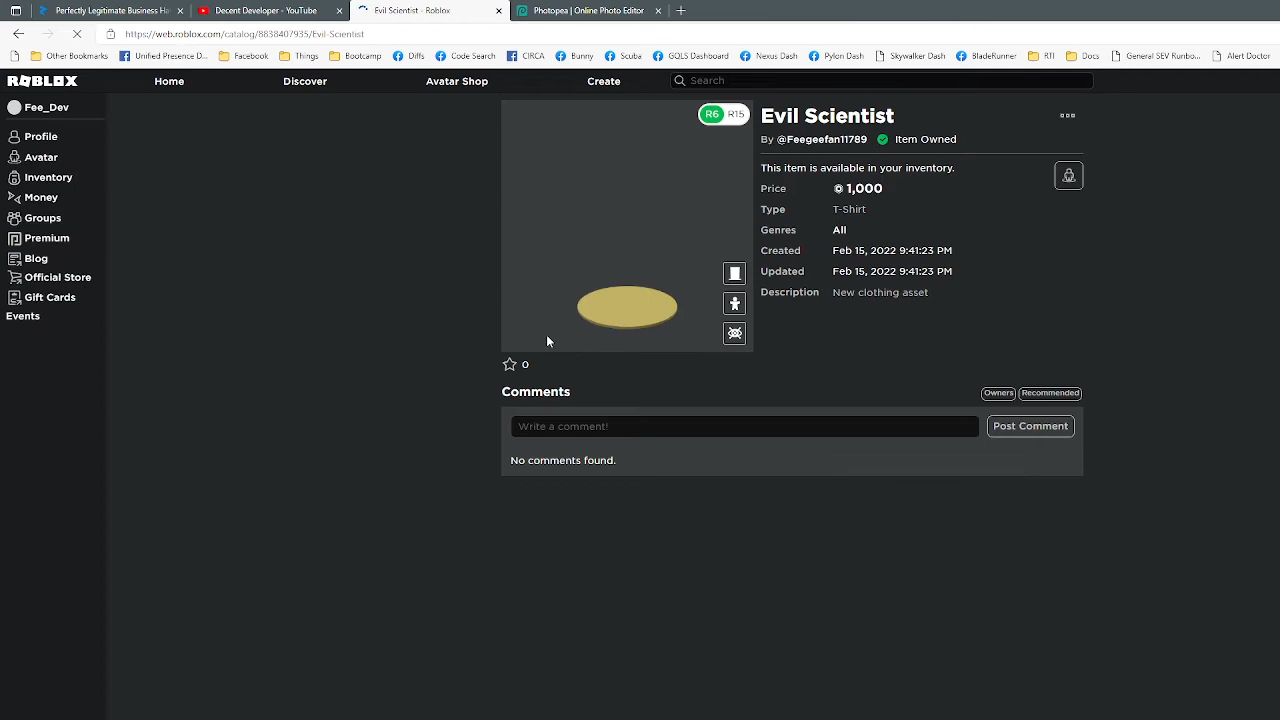 Perfectly Legitimate Business Ha
Decent Developer - YouTube
Evil Scientist - Roblox
Photopea | Online Photo Editor
https://web.roblox.com/catalog/8838407935/Evil-Scientist
Other Bookmarks
Unified Presence D...
Facebook
Things
Bootcamp
Diffs
Code Search
CIRCA
Bunny
Scuba
GQLS Dashboard
Nexus Dash
Pylon Dash
Skywalker Dash
BladeRunner
RTI
Docs
General SEV Runbo...
Alert Doctor
ROBLOX
Home
Discover
Avatar Shop
Create
Search
Fee_Dev
Profile
Avatar
Inventory
Money
Groups
Premium
Blog
Official Store
Gift Cards
Events
R6 R15
Evil Scientist
By @Feegeefan11789 Item Owned
This item is available in your inventory.
Price 1,000
Type T-Shirt
Genres All
Created Feb 15, 2022 9:41:23 PM
Updated Feb 15, 2022 9:41:23 PM
Description New clothing asset
0
Comments
Owners Recommended
Write a comment! Post Comment
No comments found.